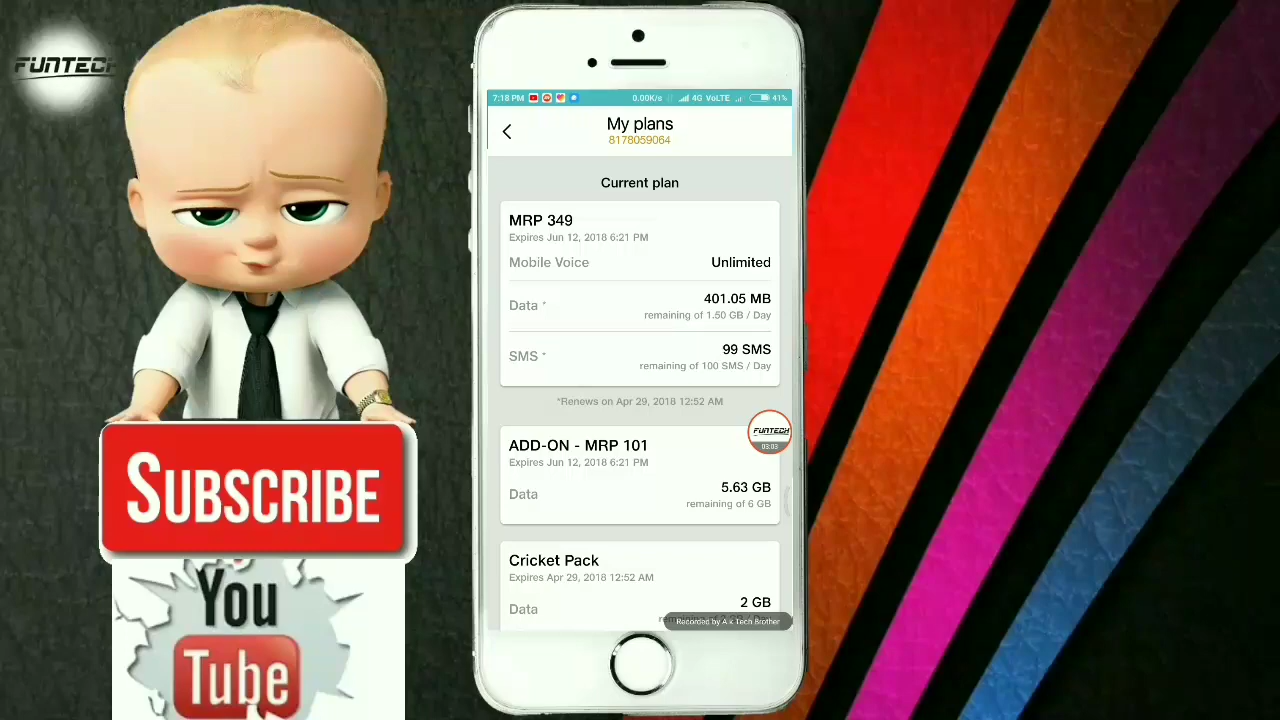 FUNTECH
7:18 PM 0.00K/s 4G VoLTE 41%
My plans
8178059064
Current plan
MRP 349
Expires Jun 12, 2018 6:21 PM
Mobile Voice Unlimited
Data * 401.05 MB
remaining of 1.50 GB / Day
SMS * 99 SMS
remaining of 100 SMS / Day
*Renews on Apr 29, 2018 12:52 AM
FUNTECH
03:03
ADD-ON - MRP 101
Expires Jun 12, 2018 6:21 PM
Data 5.63 GB
remaining of 6 GB
Cricket Pack
Expires Apr 29, 2018 12:52 AM
Data 2 GB
Recorded by A k Tech Brother
SUBSCRIBE
You
Tube